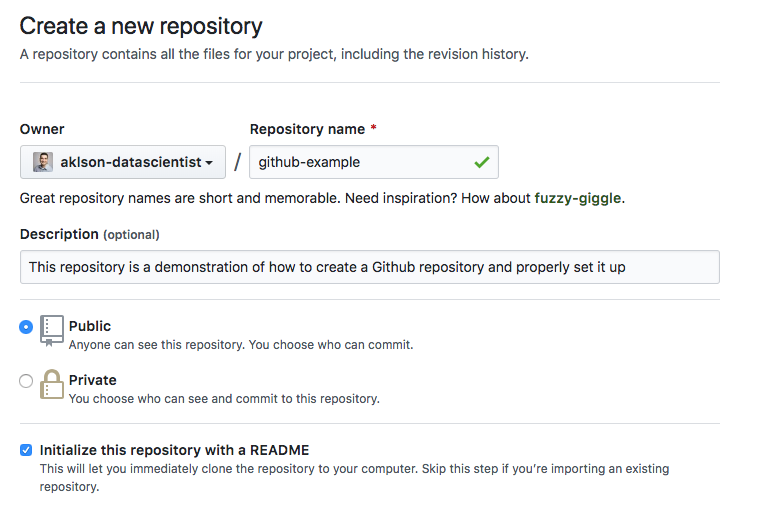 Create a new repository
A repository contains all the files for your project, including the revision history.
Owner
Repository name *
aklson-datascientist
/
github-example
Great repository names are short and memorable. Need inspiration? How about fuzzy-giggle.
Description (optional)
This repository is a demonstration of how to create a Github repository and properly set it up
Public
Anyone can see this repository. You choose who can commit.
Private
You choose who can see and commit to this repository.
Initialize this repository with a README
This will let you immediately clone the repository to your computer. Skip this step if you’re importing an existing
repository.